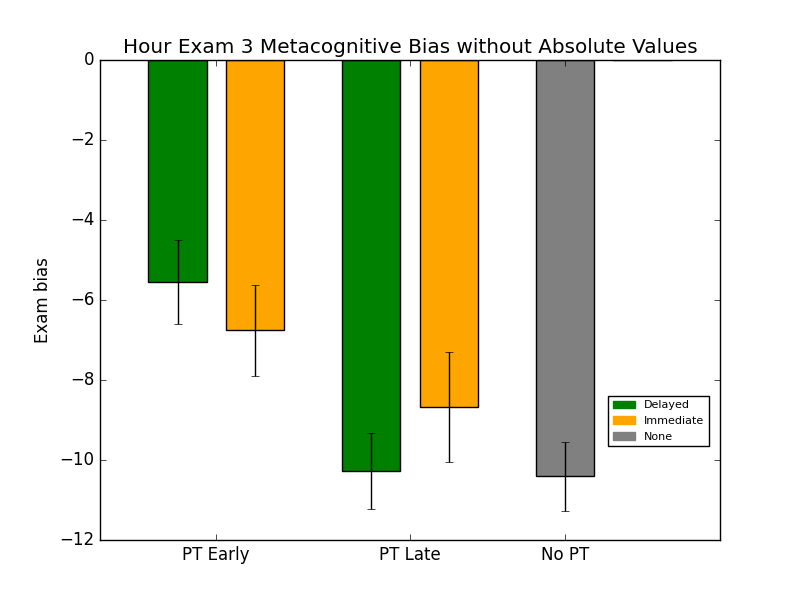 Hour Exam 3 Metacognitive Bias without Absolute Values
0
−2
−4
−6
−8
−10
−12
Exam bias
Delayed
Immediate
None
PT Early
PT Late
No PT